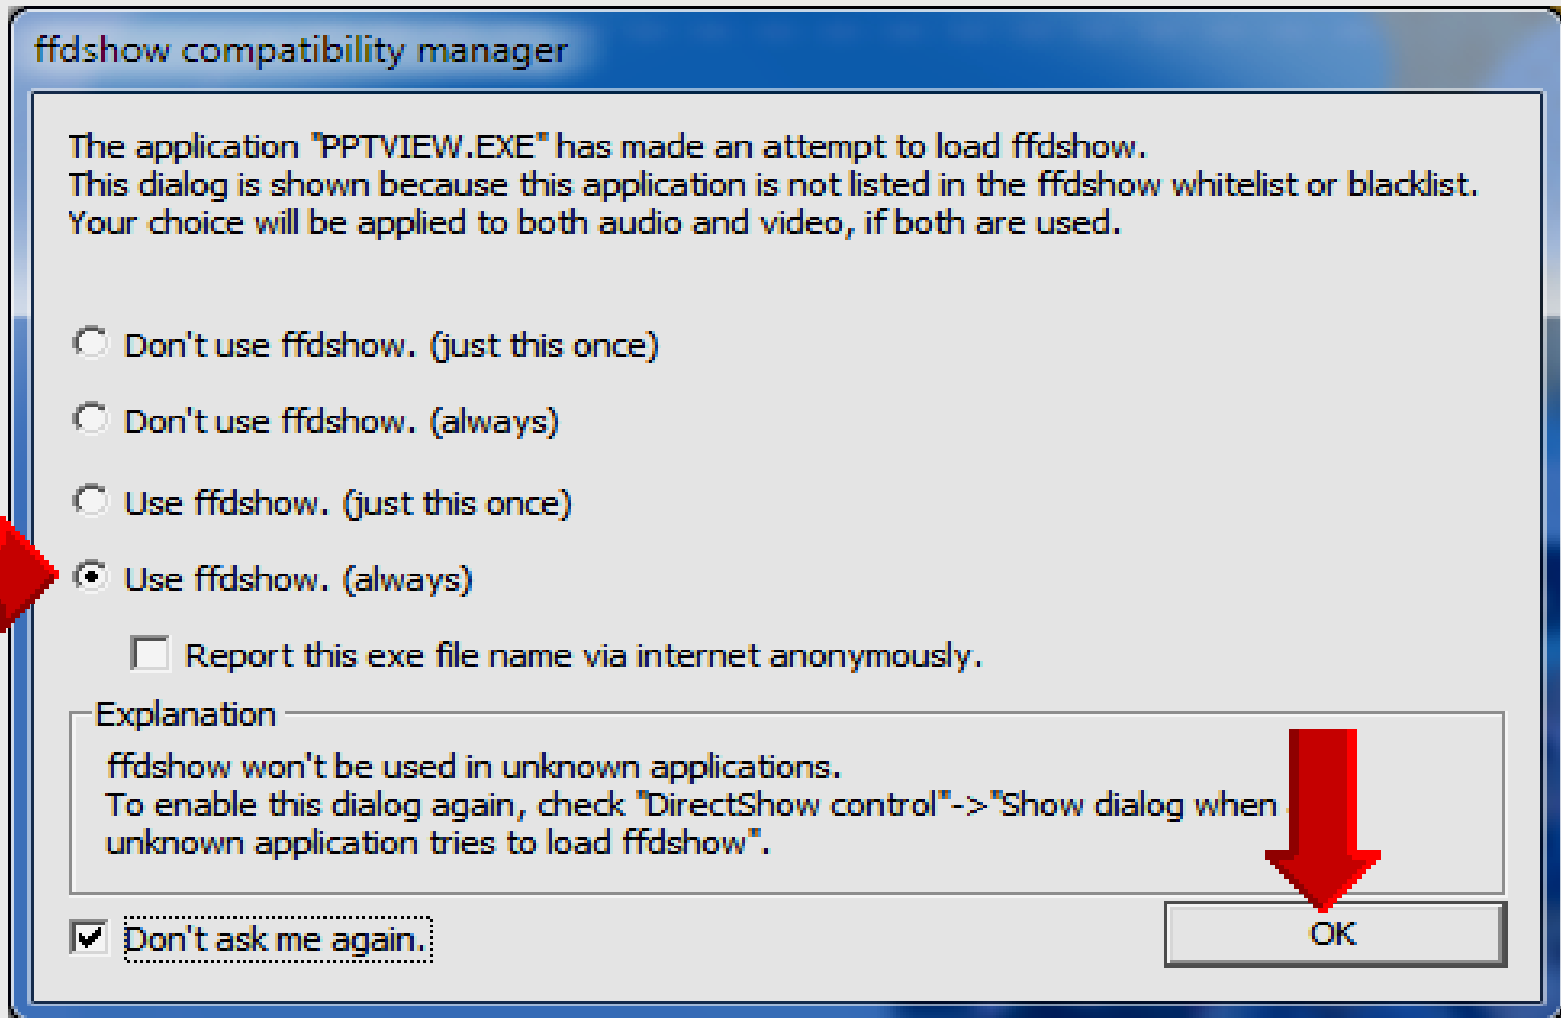 ffdshow compatibility manager
The application "PPTVIEW.EXE" has made an attempt to load ffdshow.
This dialog is shown because this application is not listed in the ffdshow whitelist or blacklist.
Your choice will be applied to both audio and video, if both are used.
Don't use ffdshow. (just this once)
Don't use ffdshow. (always)
Use ffdshow. (just this once)
Use ffdshow. (always)
Report this exe file name via internet anonymously.
Explanation
ffdshow won't be used in unknown applications.
To enable this dialog again, check "DirectShow control"->"Show dialog when
unknown application tries to load ffdshow".
Don't ask me again.
OK